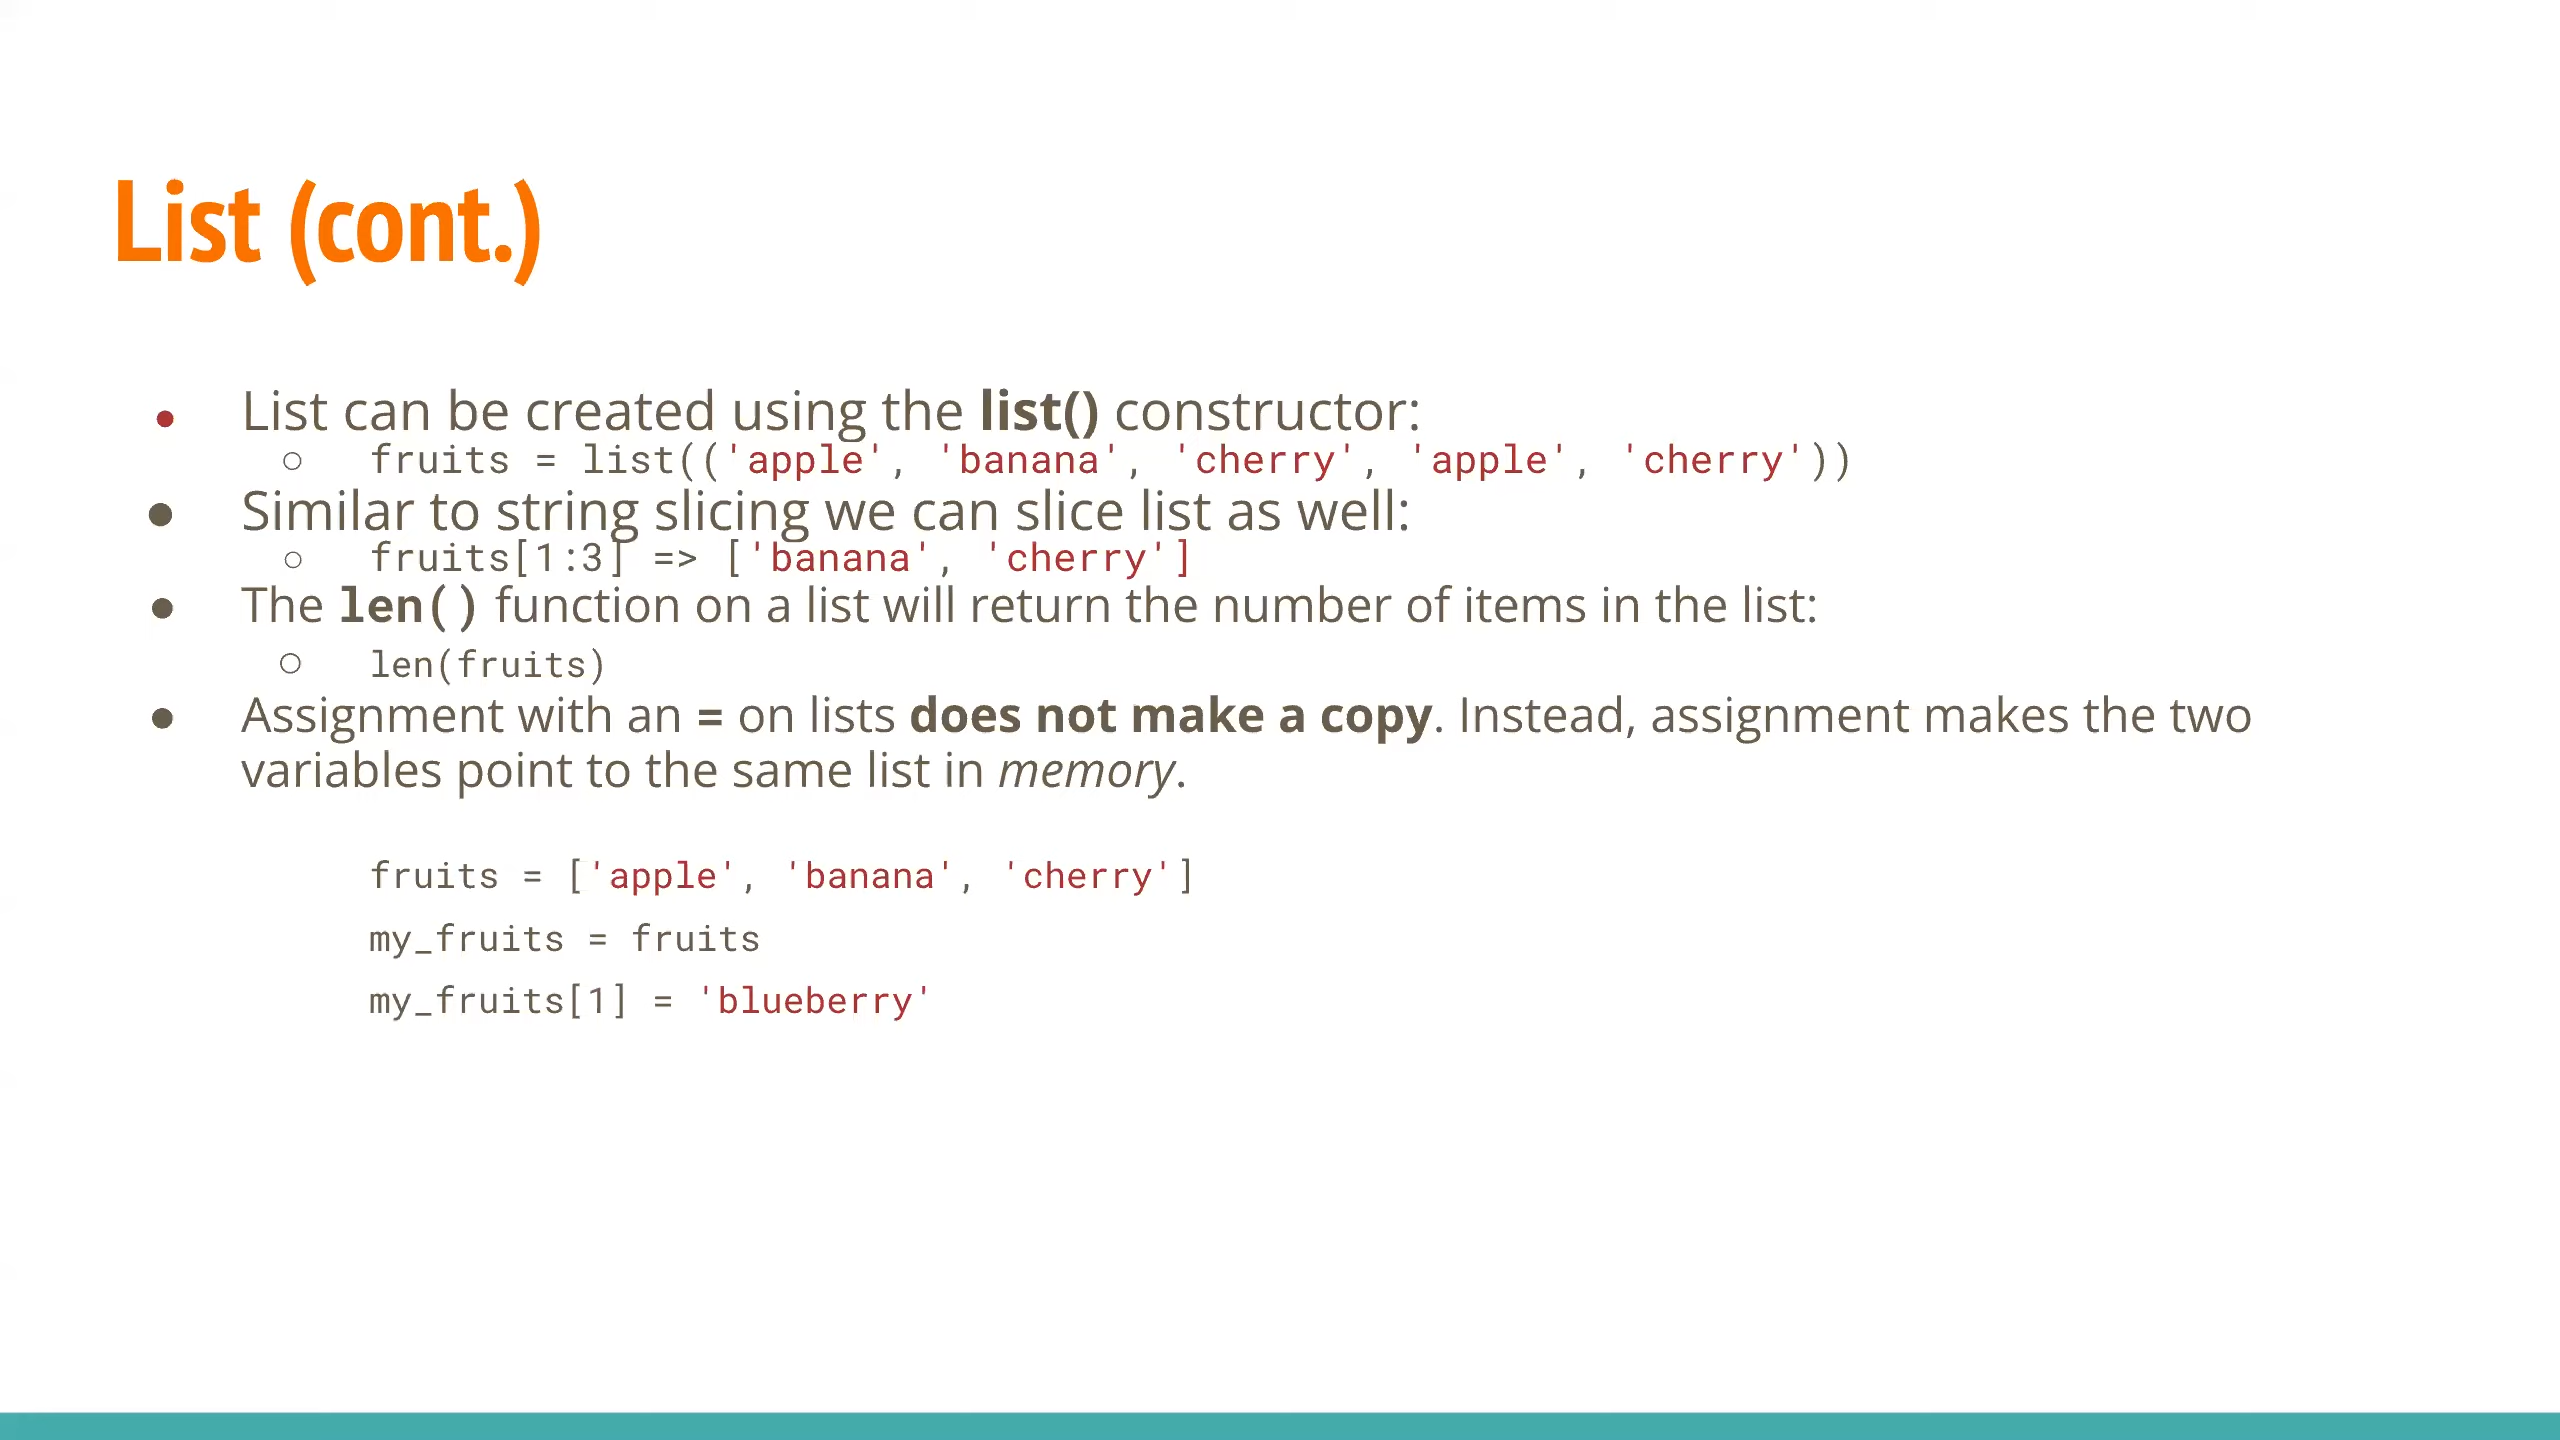 List (cont.)
● List can be created using the list() constructor:
○ fruits = list(('apple', 'banana', 'cherry', 'apple', 'cherry'))
● Similar to string slicing we can slice list as well:
○ fruits[1:3] => ['banana', 'cherry']
● The len() function on a list will return the number of items in the list:
○ len(fruits)
● Assignment with an = on lists does not make a copy. Instead, assignment makes the two
variables point to the same list in memory.
fruits = ['apple', 'banana', 'cherry']
my_fruits = fruits
my_fruits[1] = 'blueberry'